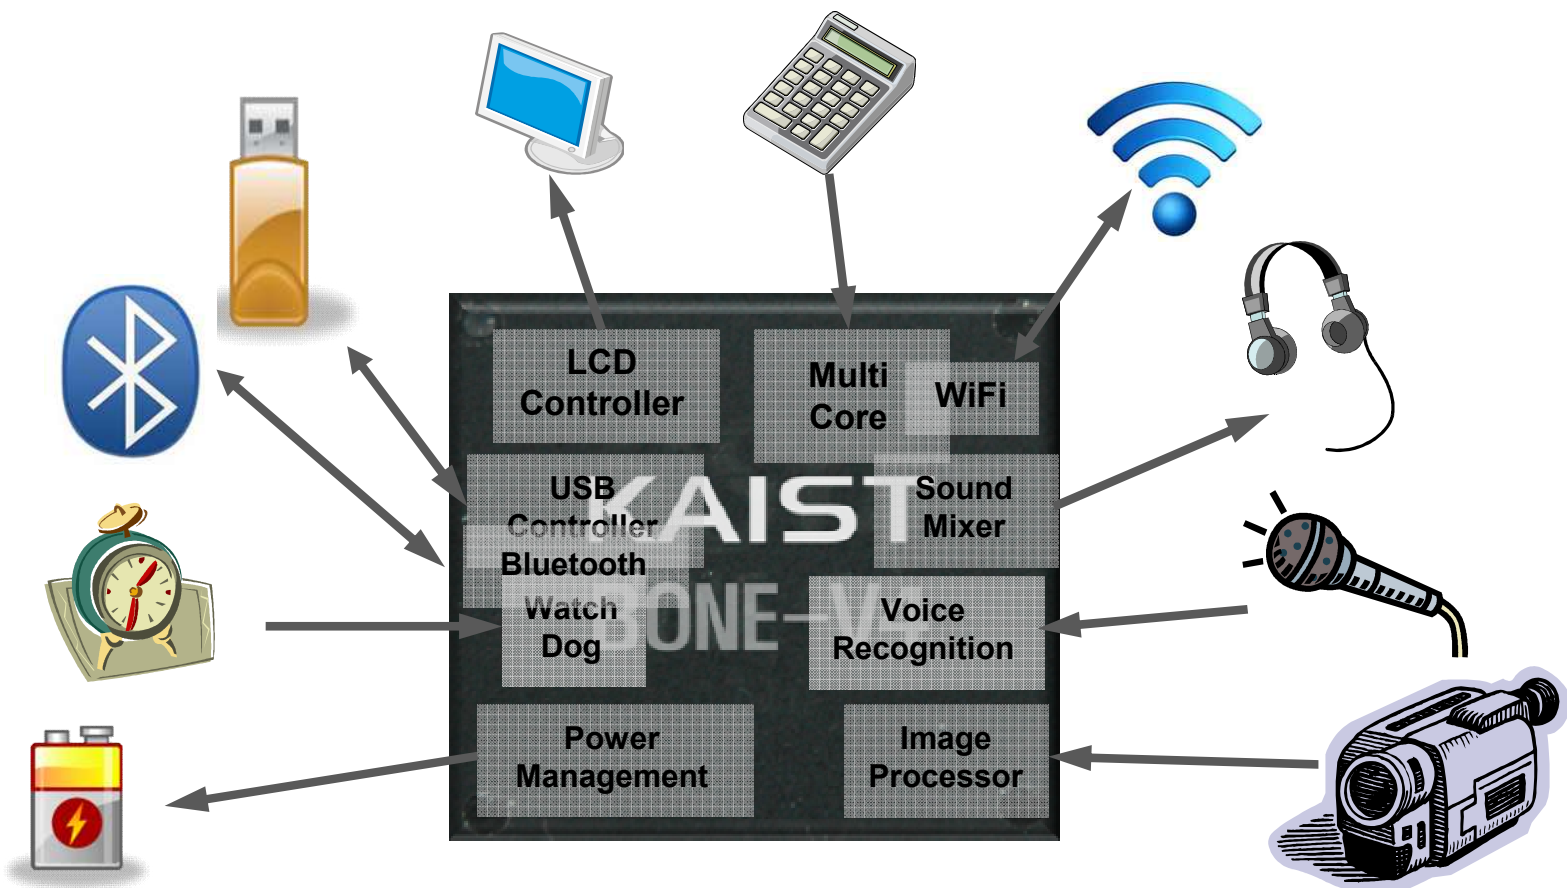 LCD
Controller
Multi
Core
WiFi
USB
Controller
KAIST
Sound
Mixer
Bluetooth
Watch
Dog
BONE-V4
Voice
Recognition
Power
Management
Image
Processor